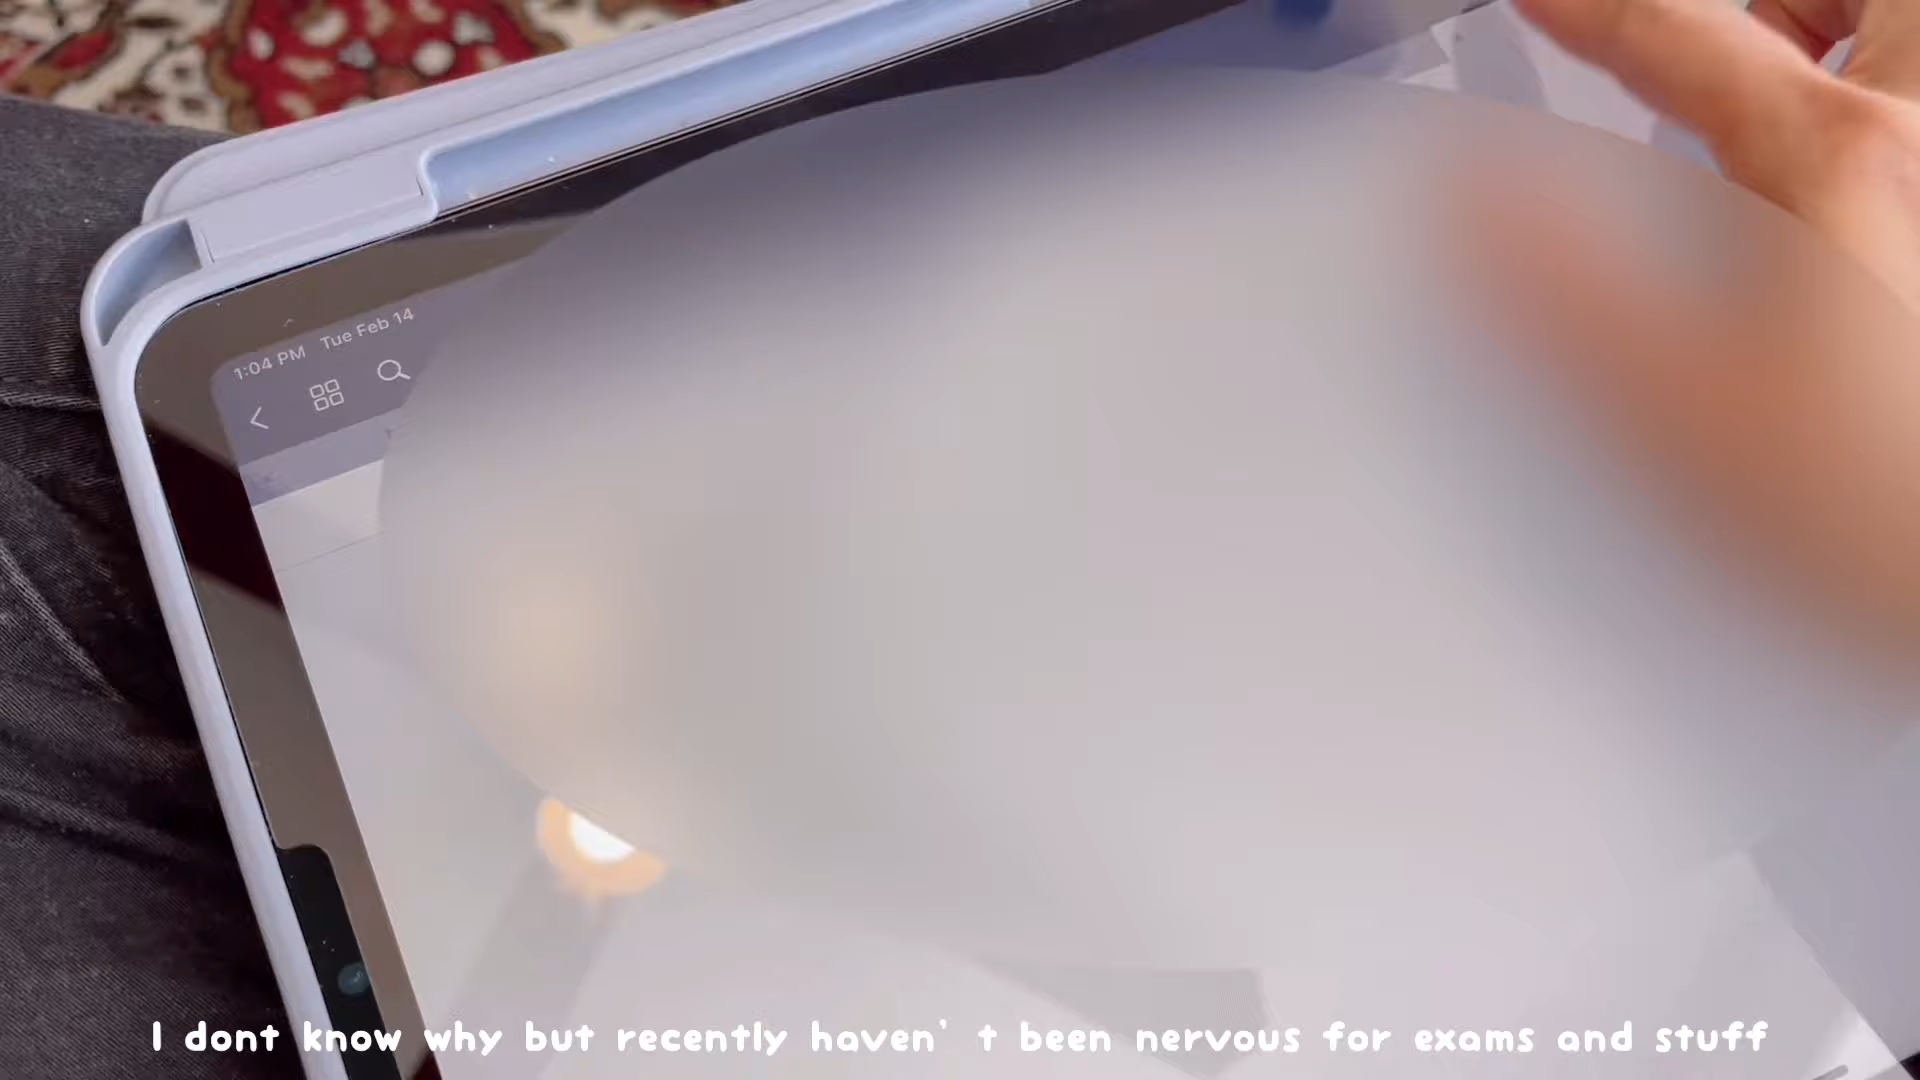 1:04 PM Tue Feb 14
I dont know why but recently haven' t been nervous for exams and stuff